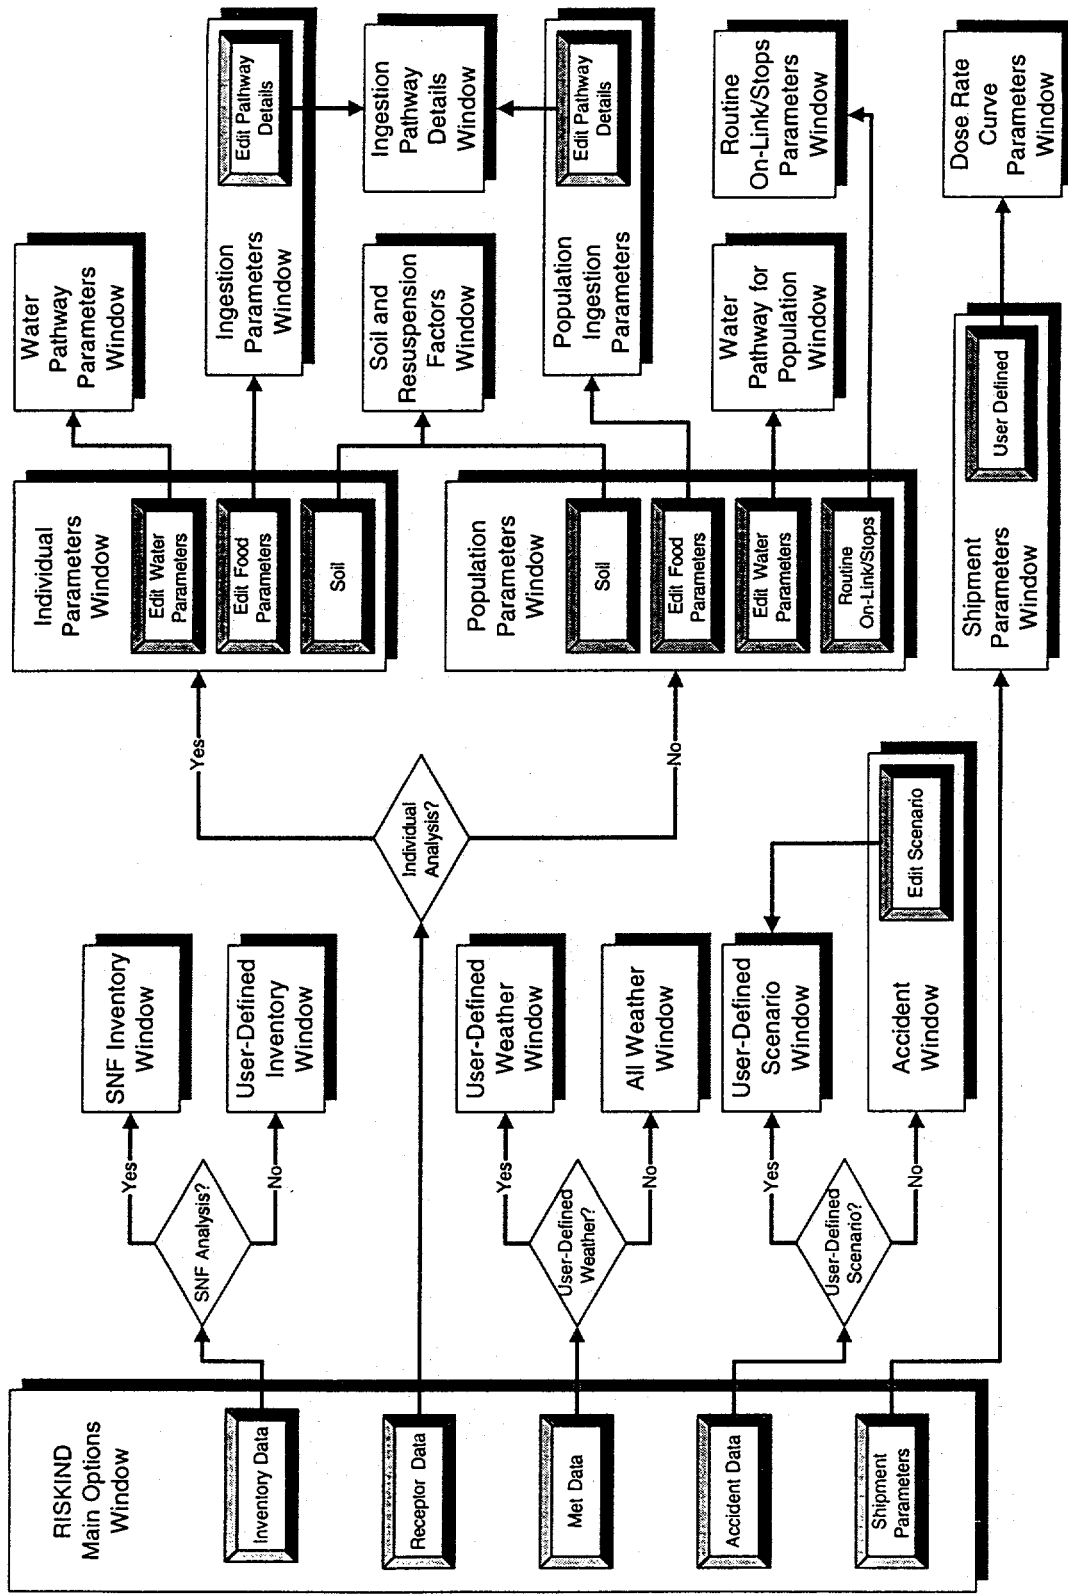 RISKIND
Main Options
Window
Inventory Data
Receptor Data
Met Data
Accident Data
Shipment
Parameters
SNF Analysis?
Yes
No
SNF Inventory
Window
User-Defined
Inventory
Window
User-Defined
Weather?
Yes
No
User-Defined
Weather
Window
All Weather
Window
User-Defined
Scenario?
Yes
No
User-Defined
Scenario
Window
Accident
Window
Edit Scenario
Individual
Analysis?
Yes
No
Individual
Parameters
Window
Edit Water
Parameters
Edit Food
Parameters
Soil
Population
Parameters
Window
Soil
Edit Food
Parameters
Edit Water
Parameters
Routine
On-Link/Stops
Shipment
Parameters
Window
User Defined
Water
Pathway
Parameters
Window
Ingestion
Parameters
Window
Edit Pathway
Details
Soil and
Resuspension
Factors
Window
Ingestion
Pathway
Details
Window
Population
Ingestion
Parameters
Edit Pathway
Details
Water
Pathway for
Population
Window
Routine
On-Link/Stops
Parameters
Window
Dose Rate
Curve
Parameters
Window